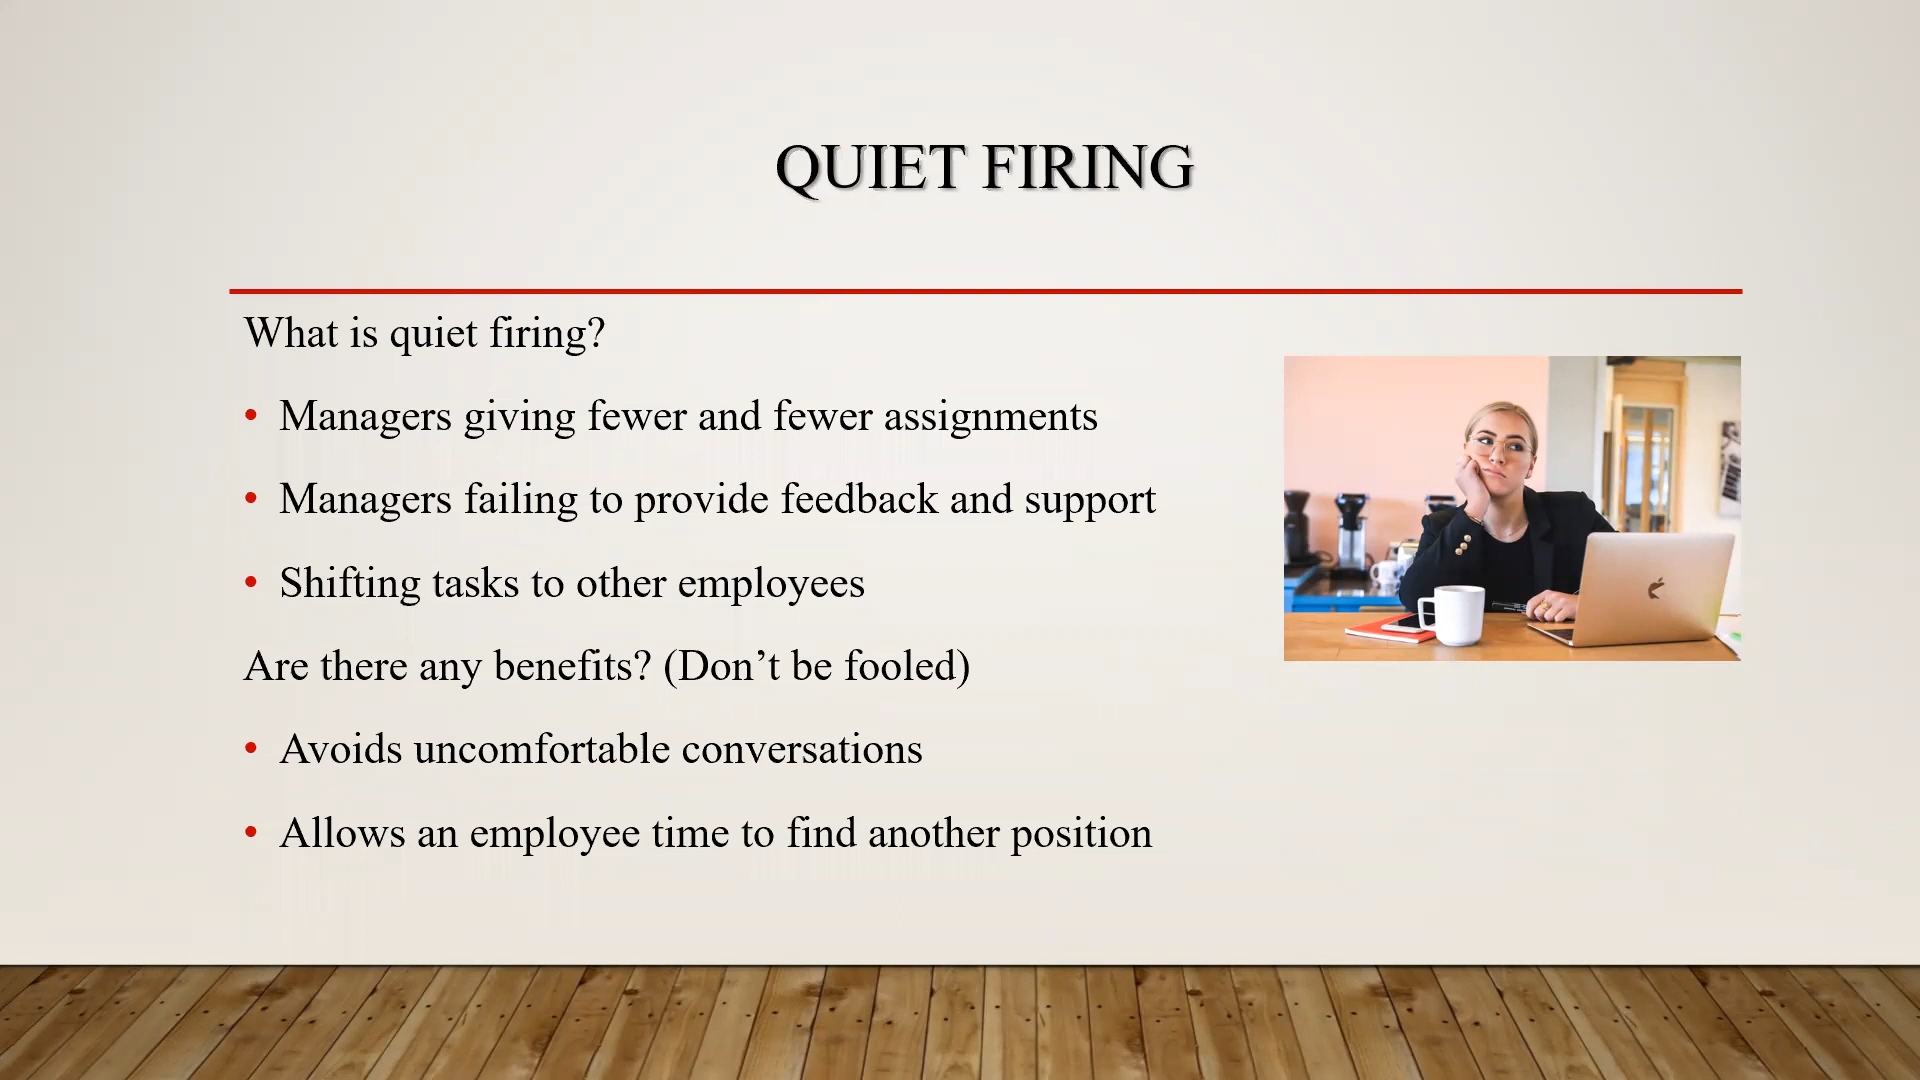 QUIET FIRING
What is quiet firing?
• Managers giving fewer and fewer assignments
• Managers failing to provide feedback and support
• Shifting tasks to other employees
Are there any benefits? (Don’t be fooled)
• Avoids uncomfortable conversations
• Allows an employee time to find another position